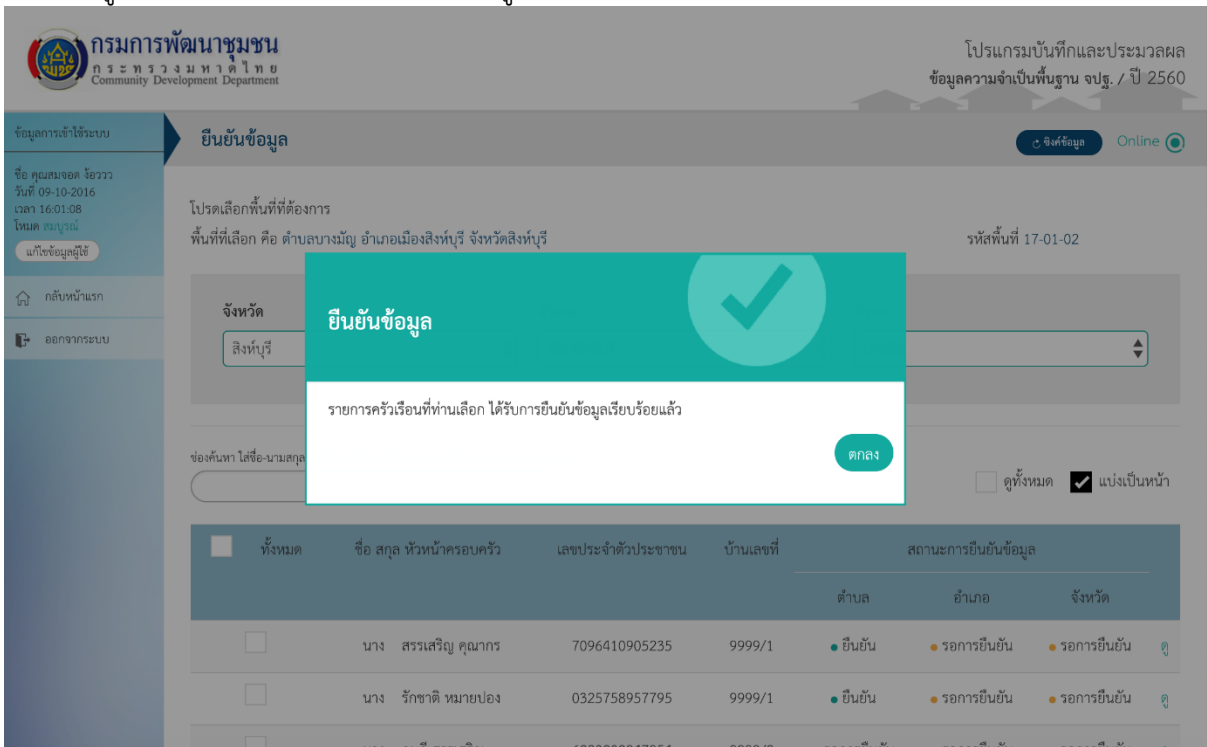 กรมการพัฒนาชุมชน
กระทรวงมหาดไทย
Community Development Department
โปรแกรมบันทึกและประมวลผล
ข้อมูลความจำเป็นพื้นฐาน จปฐ. / ปี 2560
ข้อมูลการเข้าใช้ระบบ
ยืนยันข้อมูล
ซิงค์ข้อมูล
Online
ชื่อ คุณสมจอด ง้อววว
วันที่ 09-10-2016
เวลา 16:01:08
โหมด สมบูรณ์
แก้ไขข้อมูลผู้ใช้
กลับหน้าแรก
ออกจากระบบ
โปรดเลือกพื้นที่ที่ต้องการ
พื้นที่ที่เลือก คือ ตำบลบางมัญ อำเภอเมืองสิงห์บุรี จังหวัดสิงห์บุรี
รหัสพื้นที่ 17-01-02
จังหวัด
สิงห์บุรี
ยืนยันข้อมูล
รายการครัวเรือนที่ท่านเลือก ได้รับการยืนยันข้อมูลเรียบร้อยแล้ว
ตกลง
ช่องค้นหา ใส่ชื่อ-นามสกุล
ดูทั้งหมด แบ่งเป็นหน้า
ทั้งหมด ชื่อ สกุล หัวหน้าครอบครัว เลขประจำตัวประชาชน บ้านเลขที่ สถานะการยืนยันข้อมูล
ตำบล อำเภอ จังหวัด
นาง สรรเสริญ คุณากร 7096410905235 9999/1 ยืนยัน รอการยืนยัน รอการยืนยัน ดู
นาง รักชาติ หมายปอง 0325758957795 9999/1 ยืนยัน รอการยืนยัน รอการยืนยัน ดู